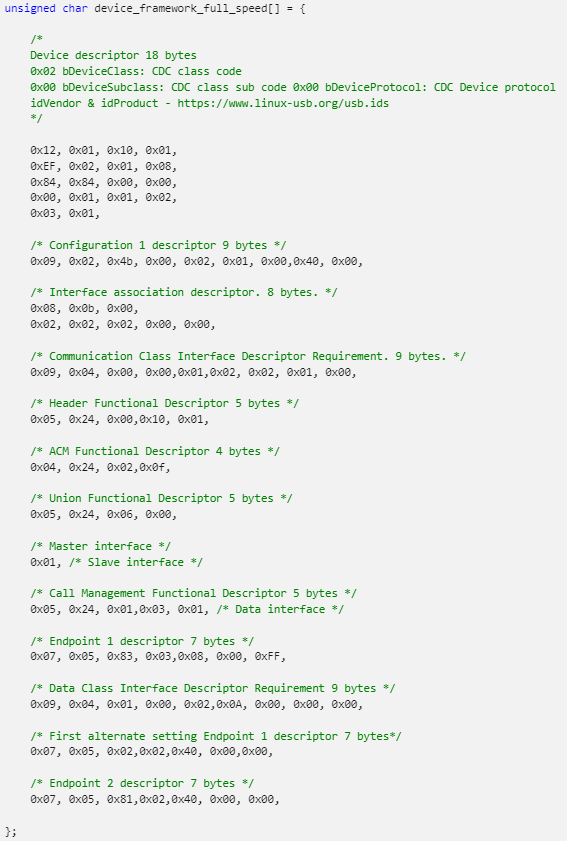 unsigned char device_framework_full_speed[] = {
/*
Device descriptor 18 bytes
0x02 bDeviceClass: CDC class code
0x00 bDeviceSubclass: CDC class sub code 0x00 bDeviceProtocol: CDC Device protocol
idVendor & idProduct - https://www.linux-usb.org/usb.ids
*/
0x12, 0x01, 0x10, 0x01,
0xEF, 0x02, 0x01, 0x08,
0x84, 0x84, 0x00, 0x00,
0x00, 0x01, 0x01, 0x02,
0x03, 0x01,
/* Configuration 1 descriptor 9 bytes */
0x09, 0x02, 0x4b, 0x00, 0x02, 0x01, 0x00,0x40, 0x00,
/* Interface association descriptor. 8 bytes. */
0x08, 0x0b, 0x00,
0x02, 0x02, 0x02, 0x00, 0x00,
/* Communication Class Interface Descriptor Requirement. 9 bytes. */
0x09, 0x04, 0x00, 0x00,0x01,0x02, 0x02, 0x01, 0x00,
/* Header Functional Descriptor 5 bytes */
0x05, 0x24, 0x00,0x10, 0x01,
/* ACM Functional Descriptor 4 bytes */
0x04, 0x24, 0x02,0x0f,
/* Union Functional Descriptor 5 bytes */
0x05, 0x24, 0x06, 0x00,
/* Master interface */
0x01, /* Slave interface */
/* Call Management Functional Descriptor 5 bytes */
0x05, 0x24, 0x01,0x03, 0x01, /* Data interface */
/* Endpoint 1 descriptor 7 bytes */
0x07, 0x05, 0x83, 0x03,0x08, 0x00, 0xFF,
/* Data Class Interface Descriptor Requirement 9 bytes */
0x09, 0x04, 0x01, 0x00, 0x02,0x0A, 0x00, 0x00, 0x00,
/* First alternate setting Endpoint 1 descriptor 7 bytes*/
0x07, 0x05, 0x02,0x02,0x40, 0x00,0x00,
/* Endpoint 2 descriptor 7 bytes */
0x07, 0x05, 0x81,0x02,0x40, 0x00, 0x00,
};